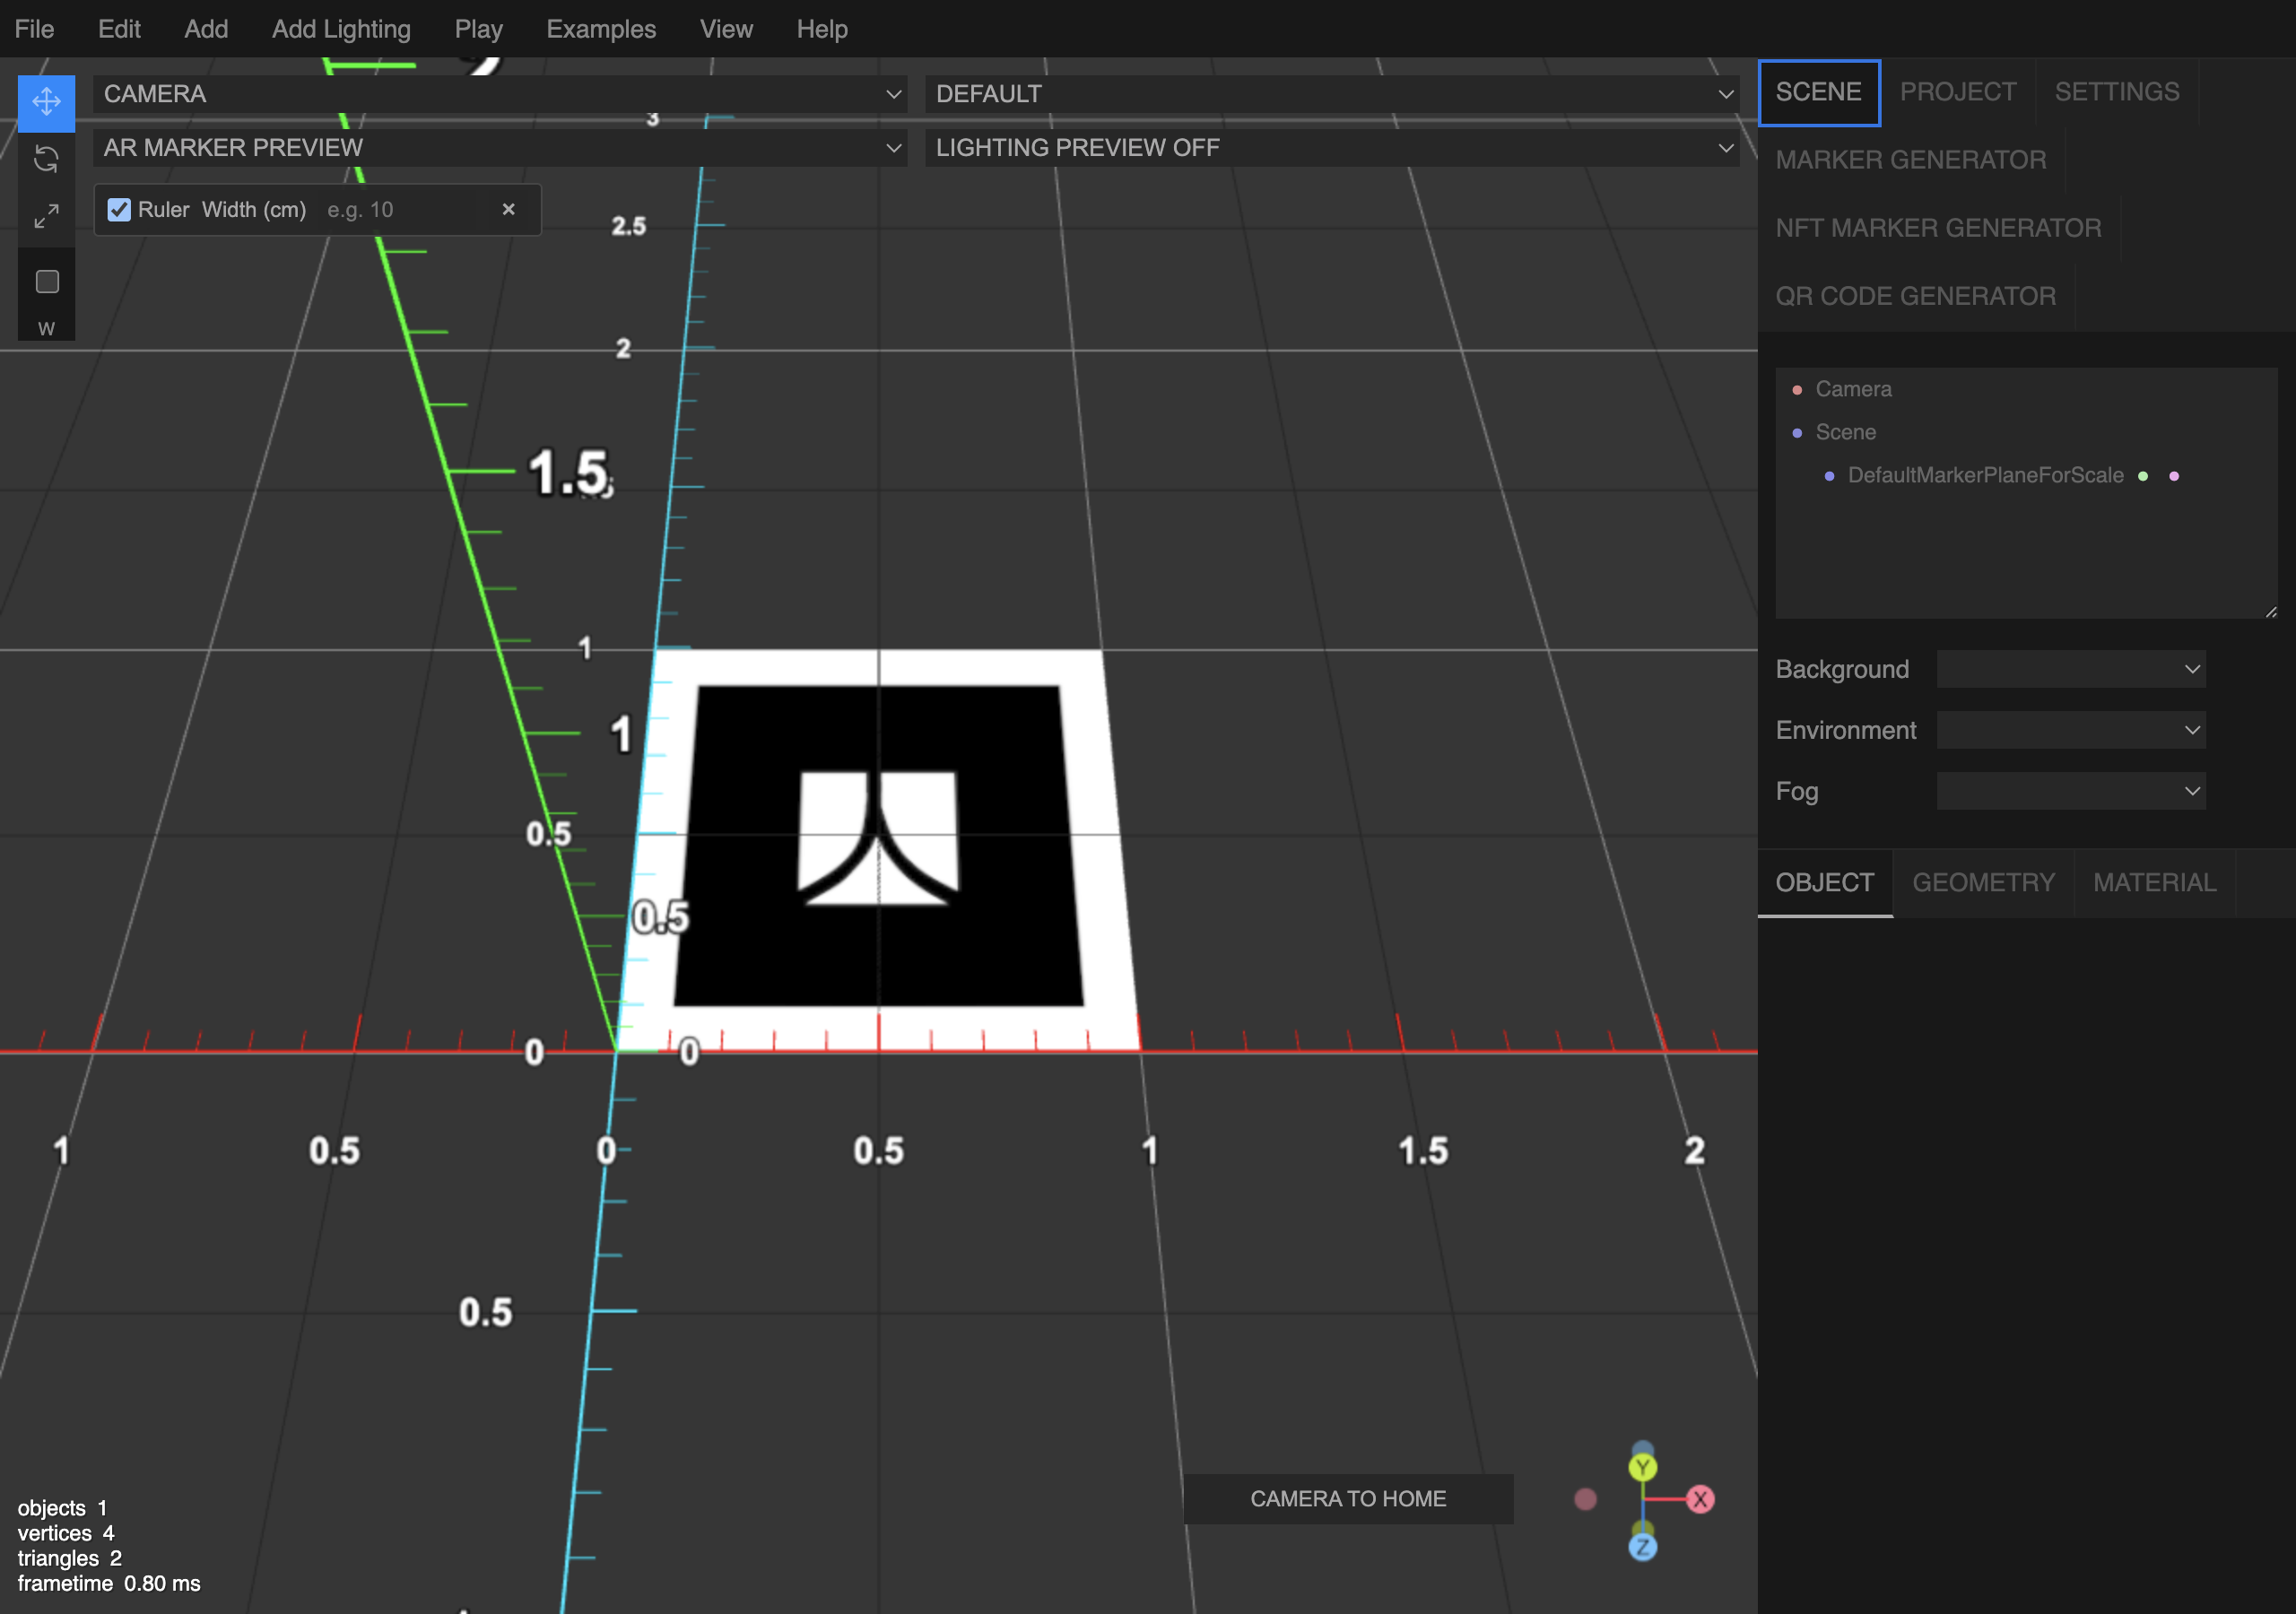 File Edit Add Add Lighting Play Examples View Help
CAMERA DEFAULT
AR MARKER PREVIEW LIGHTING PREVIEW OFF
Ruler Width (cm) e.g. 10 ×
W
3
2.5
2
1.5
1
1
0.5
0.5
0 0
1 0.5 0 0.5 1 1.5 2
0.5
CAMERA TO HOME
Y
X
Z
objects 1
vertices 4
triangles 2
frametime 0.80 ms
SCENE PROJECT SETTINGS
MARKER GENERATOR
NFT MARKER GENERATOR
QR CODE GENERATOR
Camera
Scene
DefaultMarkerPlaneForScale
Background
Environment
Fog
OBJECT GEOMETRY MATERIAL